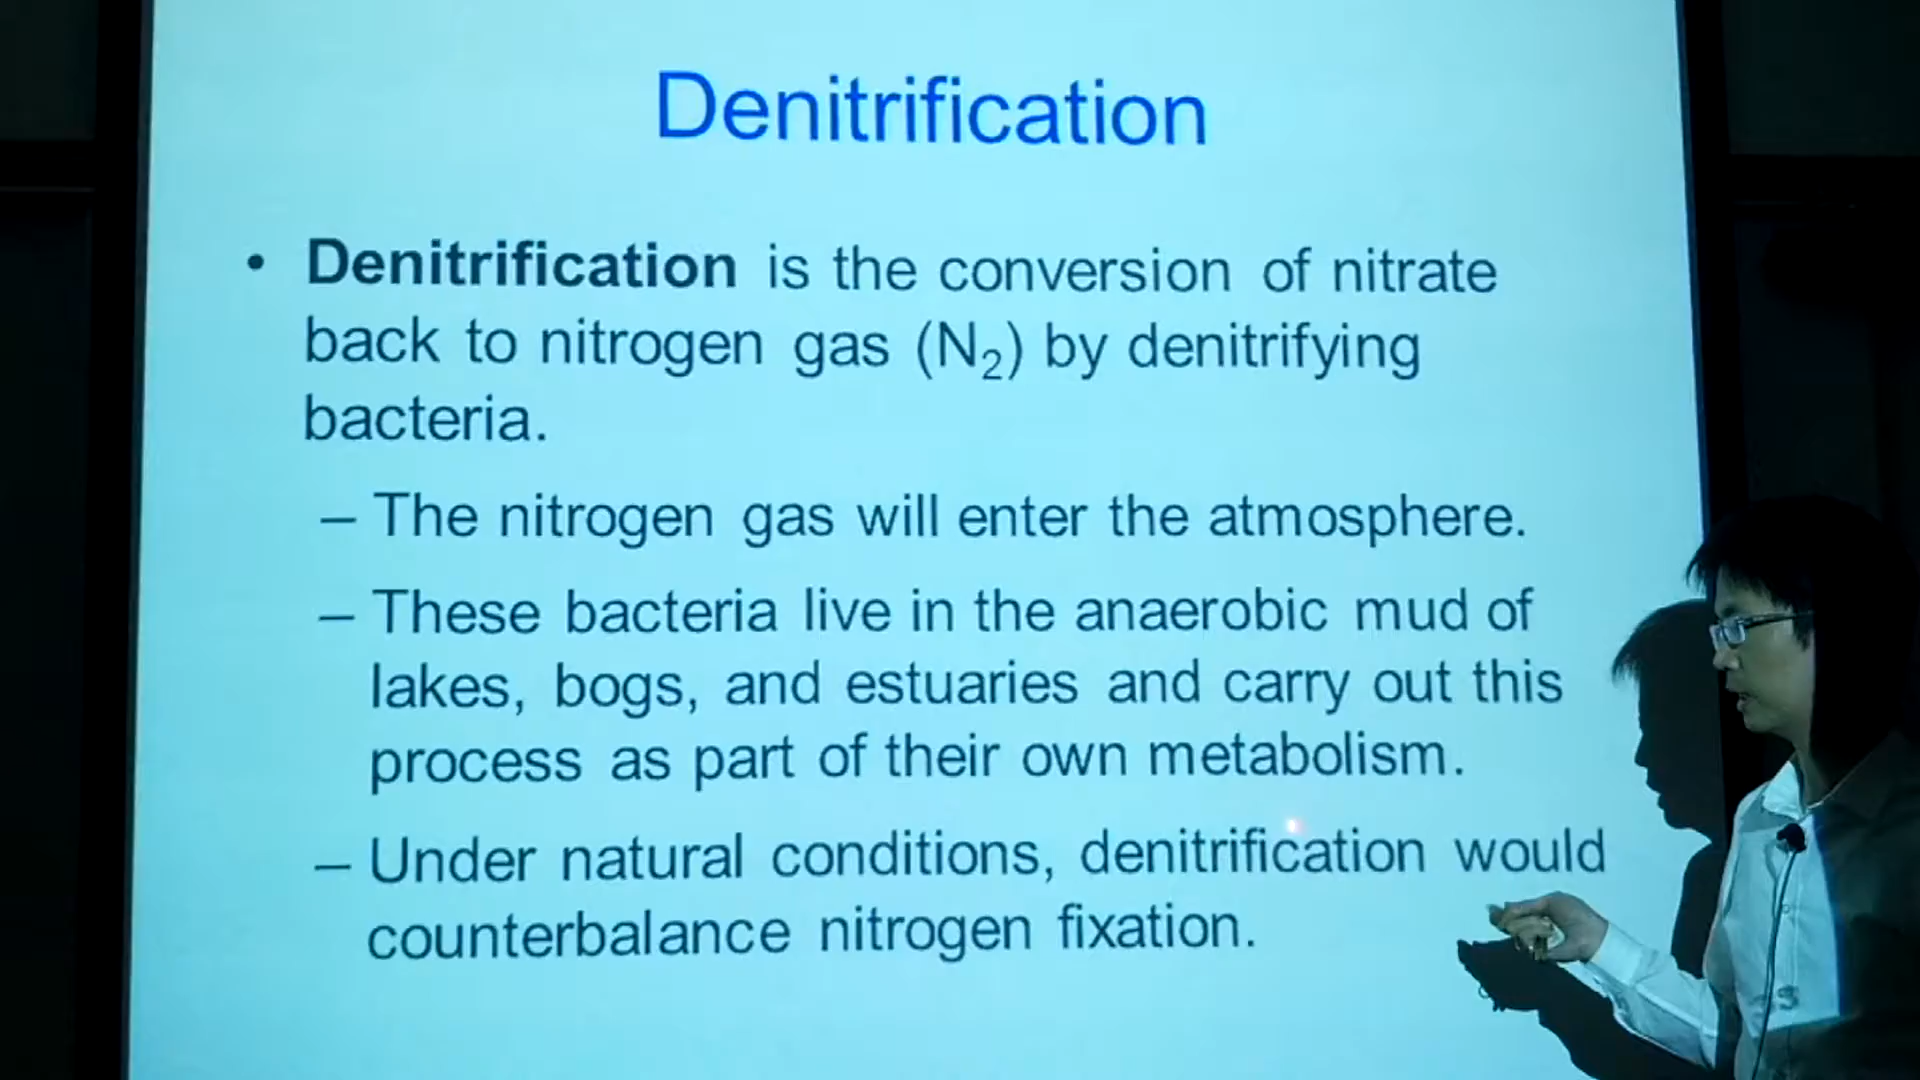 Denitrification
• Denitrification is the conversion of nitrate
back to nitrogen gas (N₂) by denitrifying
bacteria.
– The nitrogen gas will enter the atmosphere.
– These bacteria live in the anaerobic mud of
lakes, bogs, and estuaries and carry out this
process as part of their own metabolism.
– Under natural conditions, denitrification would
counterbalance nitrogen fixation.